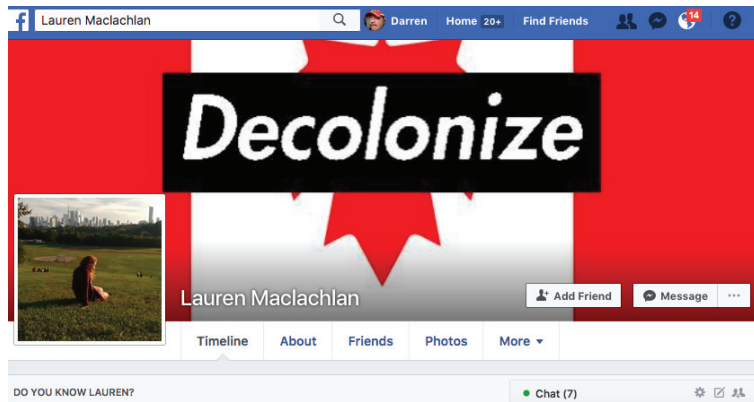 f Lauren Maclachlan Darren Home 20+ Find Friends 14 ?
Decolonize
Lauren Maclachlan Add Friend Message ...
Timeline About Friends Photos More
DO YOU KNOW LAUREN? Chat (7)